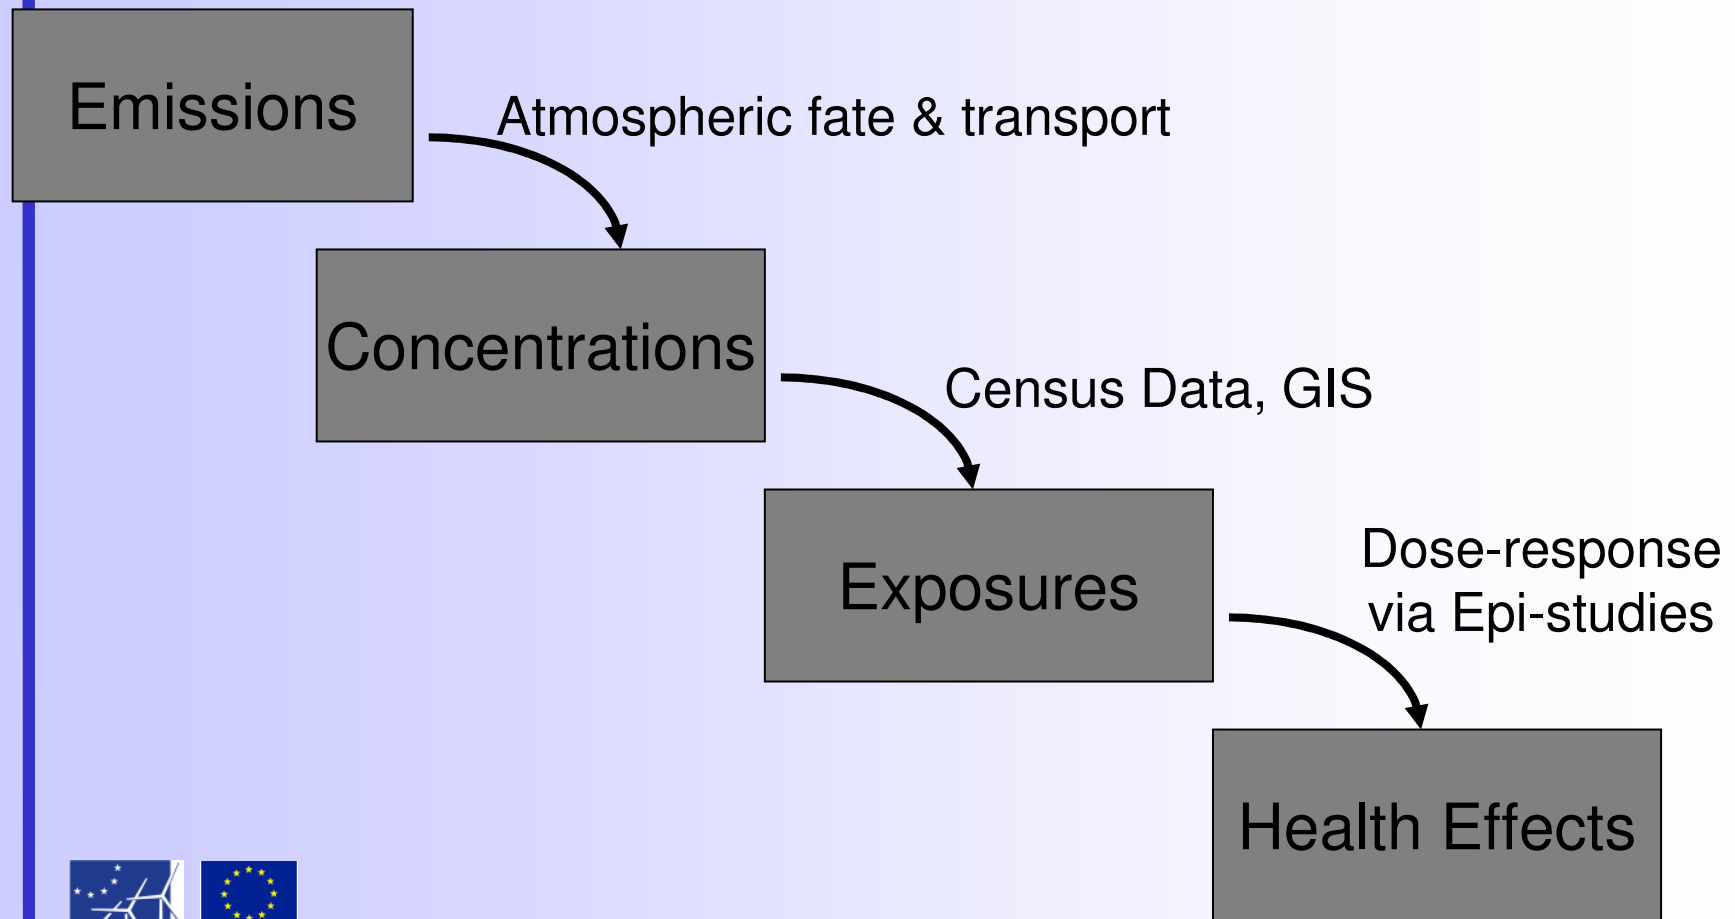 Emissions
Atmospheric fate & transport
Concentrations
Census Data, GIS
Exposures
Dose-response
via Epi-studies
Health Effects